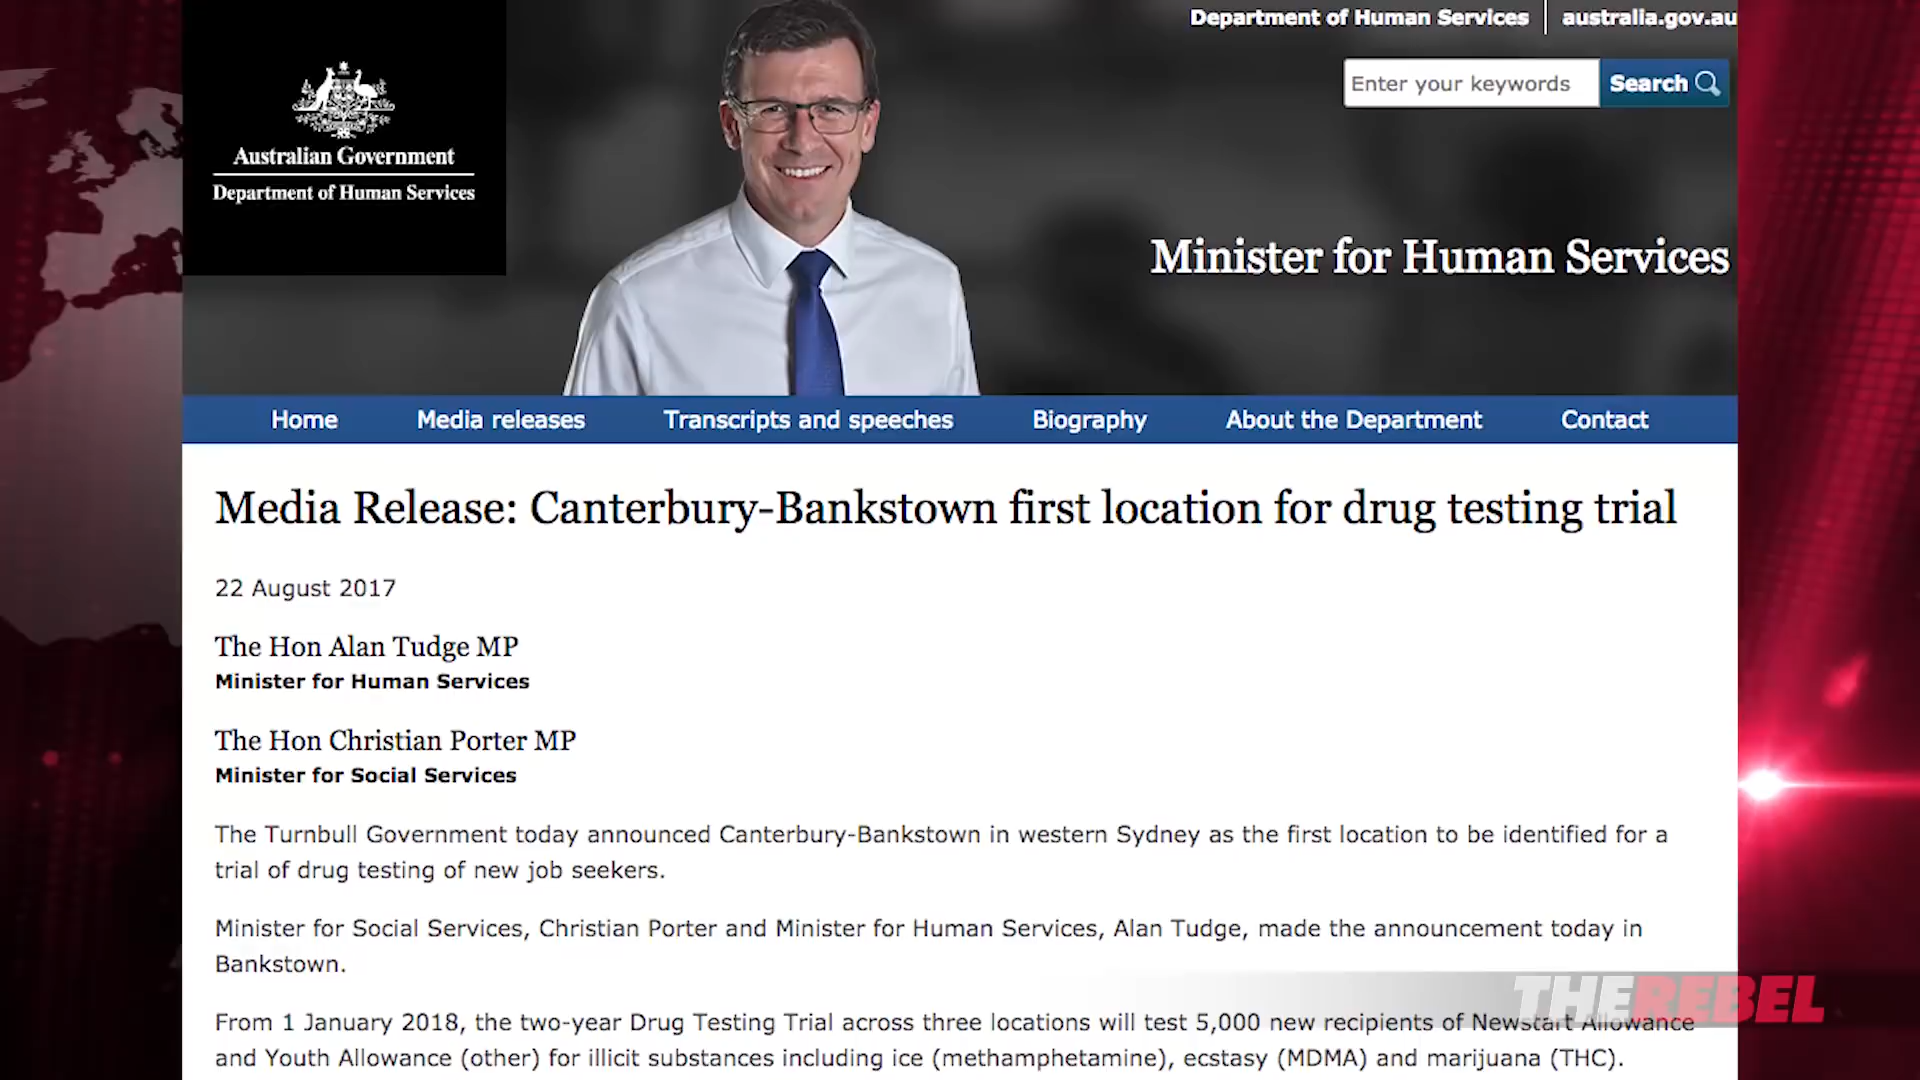 Department of Human Services
australia.gov.au
Enter your keywords
Search
Australian Government
Department of Human Services
Minister for Human Services
Home
Media releases
Transcripts and speeches
Biography
About the Department
Contact
Media Release: Canterbury-Bankstown first location for drug testing trial
22 August 2017
The Hon Alan Tudge MP
Minister for Human Services
The Hon Christian Porter MP
Minister for Social Services
The Turnbull Government today announced Canterbury-Bankstown in western Sydney as the first location to be identified for a
trial of drug testing of new job seekers.
Minister for Social Services, Christian Porter and Minister for Human Services, Alan Tudge, made the announcement today in
Bankstown.
THE REBEL
From 1 January 2018, the two-year Drug Testing Trial across three locations will test 5,000 new recipients of Newstart Allowance
and Youth Allowance (other) for illicit substances including ice (methamphetamine), ecstasy (MDMA) and marijuana (THC).